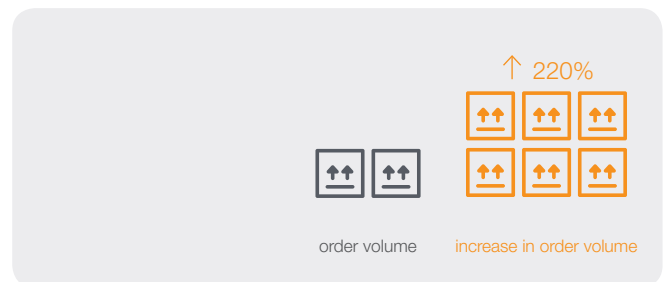 ↑ 220%
order volume
increase in order volume